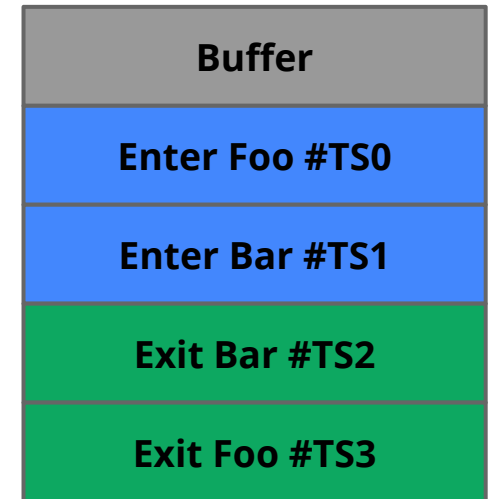 Buffer
Enter Foo #TS0
Enter Bar #TS1
Exit Bar #TS2
Exit Foo #TS3